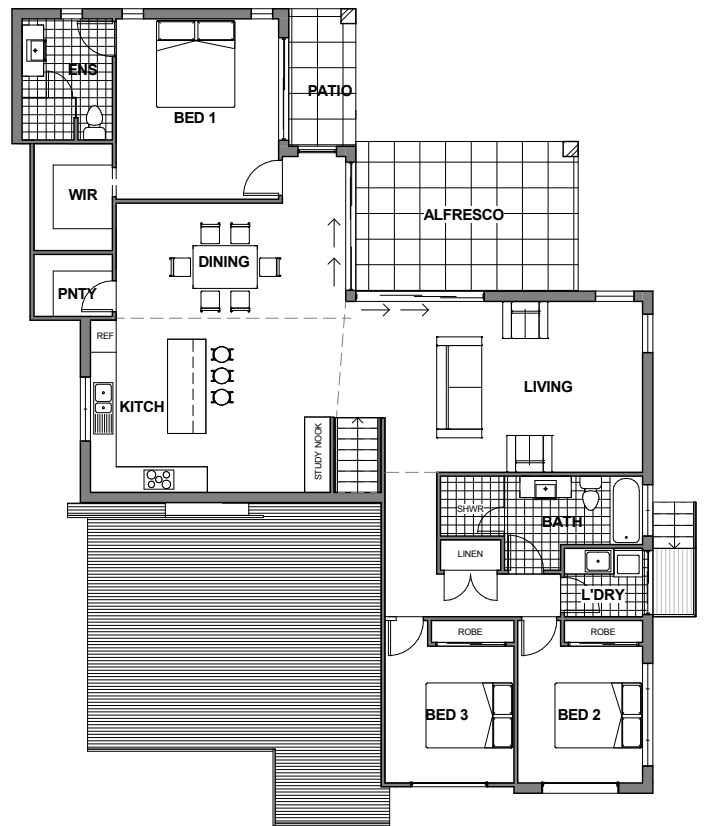 ENS
PATIO
BED 1
WIR
ALFRESCO
DINING
PNTY
REF
LIVING
KITCH
STUDY NOOK
SHWR
BATH
LINEN
L'DRY
ROBE
ROBE
BED 3
BED 2